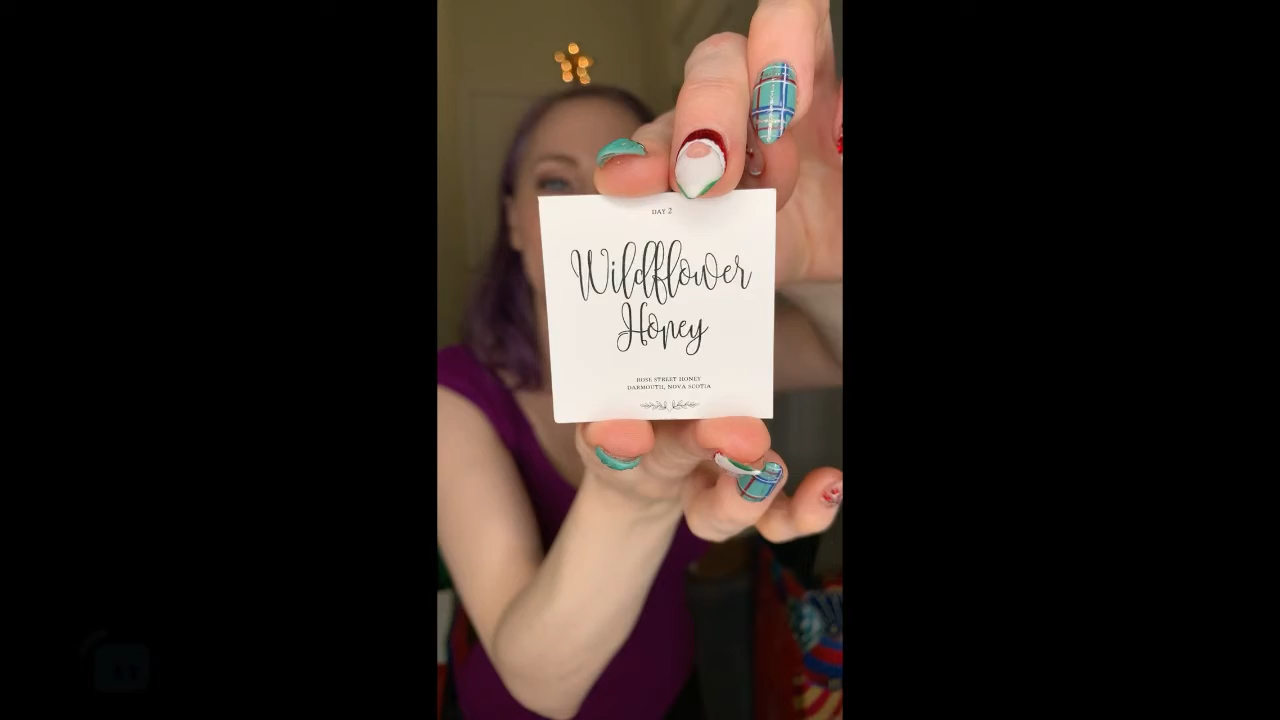 DAY 2
Wildflower
Honey
ROSE STREET HONEY
DARMOUTH, NOVA SCOTIA